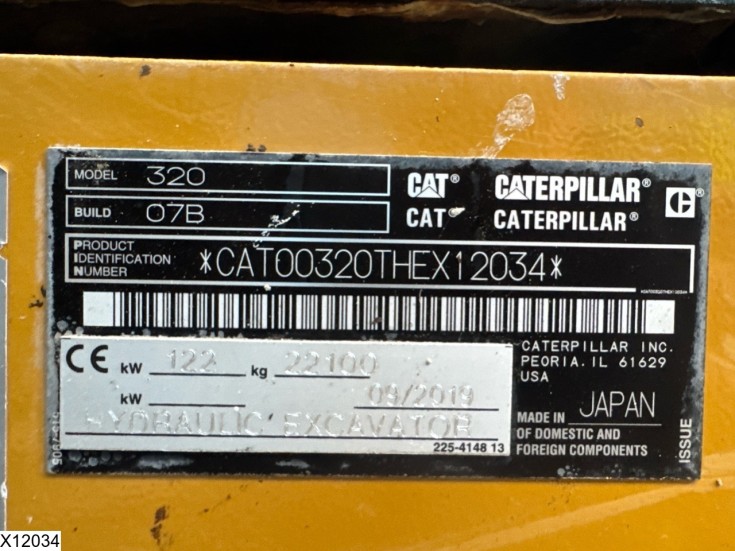 MODEL 320
BUILD 07B
CAT® CATERPILLAR® C®
CAT® CATERPILLAR®
PRODUCT
IDENTIFICATION
NUMBER
*CAT00320THEX12034*
CE kW 122 kg 22100
kW 09/2019
HYDRAULIC EXCAVATOR
225-4148 13
CATERPILLAR INC.
PEORIA. IL 61629
USA
MADE IN JAPAN
OF DOMESTIC AND
FOREIGN COMPONENTS
ISSUE
X12034